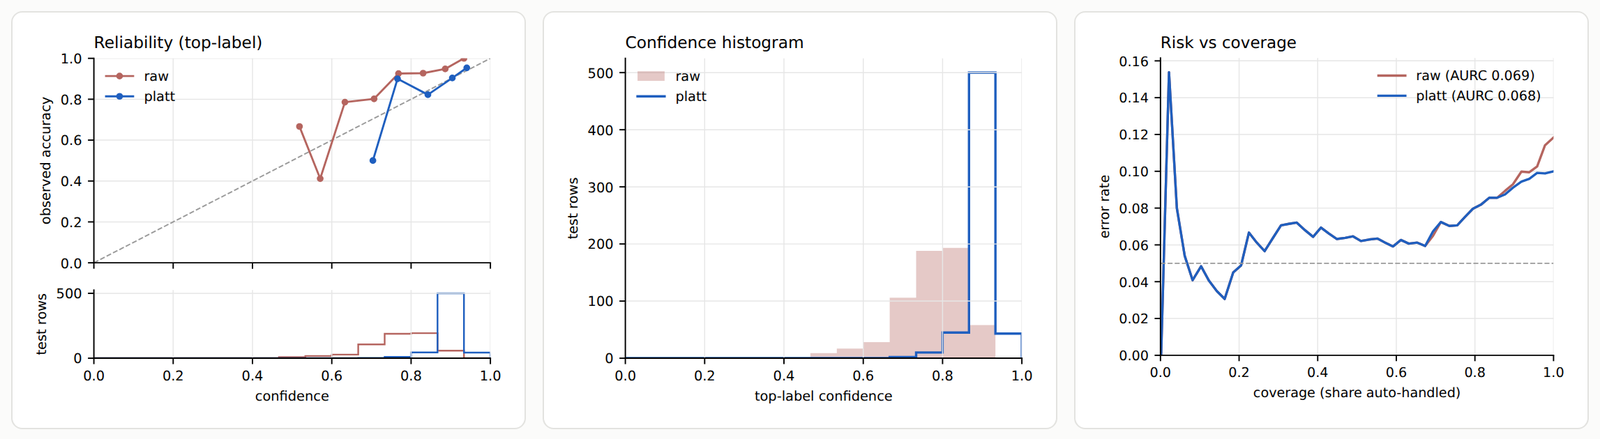 Reliability (top-label)
1.0
0.8
0.6
0.4
0.2
0.0
observed accuracy
raw
platt
500
0
test rows
0.0 0.2 0.4 0.6 0.8 1.0
confidence
Confidence histogram
500
400
300
200
100
0
test rows
raw
platt
0.0 0.2 0.4 0.6 0.8 1.0
top-label confidence
Risk vs coverage
0.16
0.14
0.12
0.10
0.08
0.06
0.04
0.02
0.00
error rate
raw (AURC 0.069)
platt (AURC 0.068)
0.0 0.2 0.4 0.6 0.8 1.0
coverage (share auto-handled)